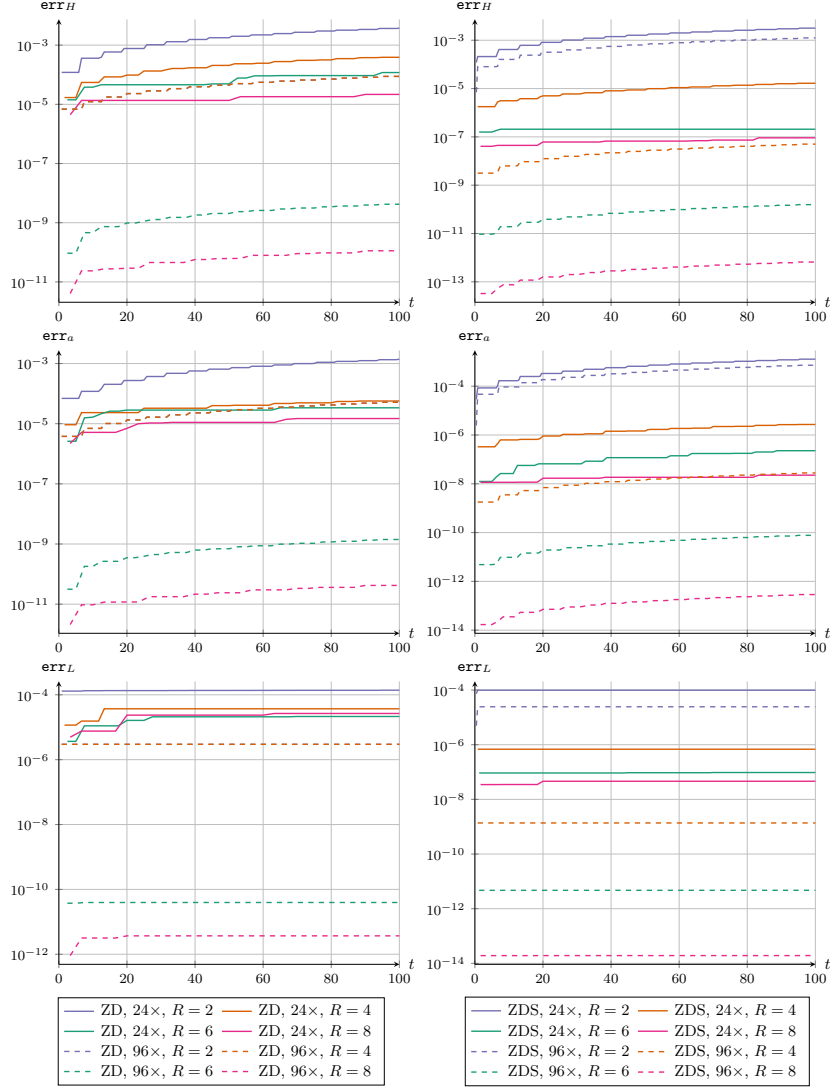 err_H
10^{-3}
10^{-5}
10^{-7}
10^{-9}
10^{-11}
0 20 40 60 80 100
t
err_H
10^{-3}
10^{-5}
10^{-7}
10^{-9}
10^{-11}
10^{-13}
0 20 40 60 80 100
t
err_a
10^{-3}
10^{-5}
10^{-7}
10^{-9}
10^{-11}
0 20 40 60 80 100
t
err_a
10^{-4}
10^{-6}
10^{-8}
10^{-10}
10^{-12}
10^{-14}
0 20 40 60 80 100
t
err_L
10^{-4}
10^{-6}
10^{-8}
10^{-10}
10^{-12}
0 20 40 60 80 100
t
err_L
10^{-4}
10^{-6}
10^{-8}
10^{-10}
10^{-12}
10^{-14}
0 20 40 60 80 100
t
ZD, 24×, R = 2 ZD, 24×, R = 4
ZD, 24×, R = 6 ZD, 24×, R = 8
ZD, 96×, R = 2 ZD, 96×, R = 4
ZD, 96×, R = 6 ZD, 96×, R = 8
ZDS, 24×, R = 2 ZDS, 24×, R = 4
ZDS, 24×, R = 6 ZDS, 24×, R = 8
ZDS, 96×, R = 2 ZDS, 96×, R = 4
ZDS, 96×, R = 6 ZDS, 96×, R = 8